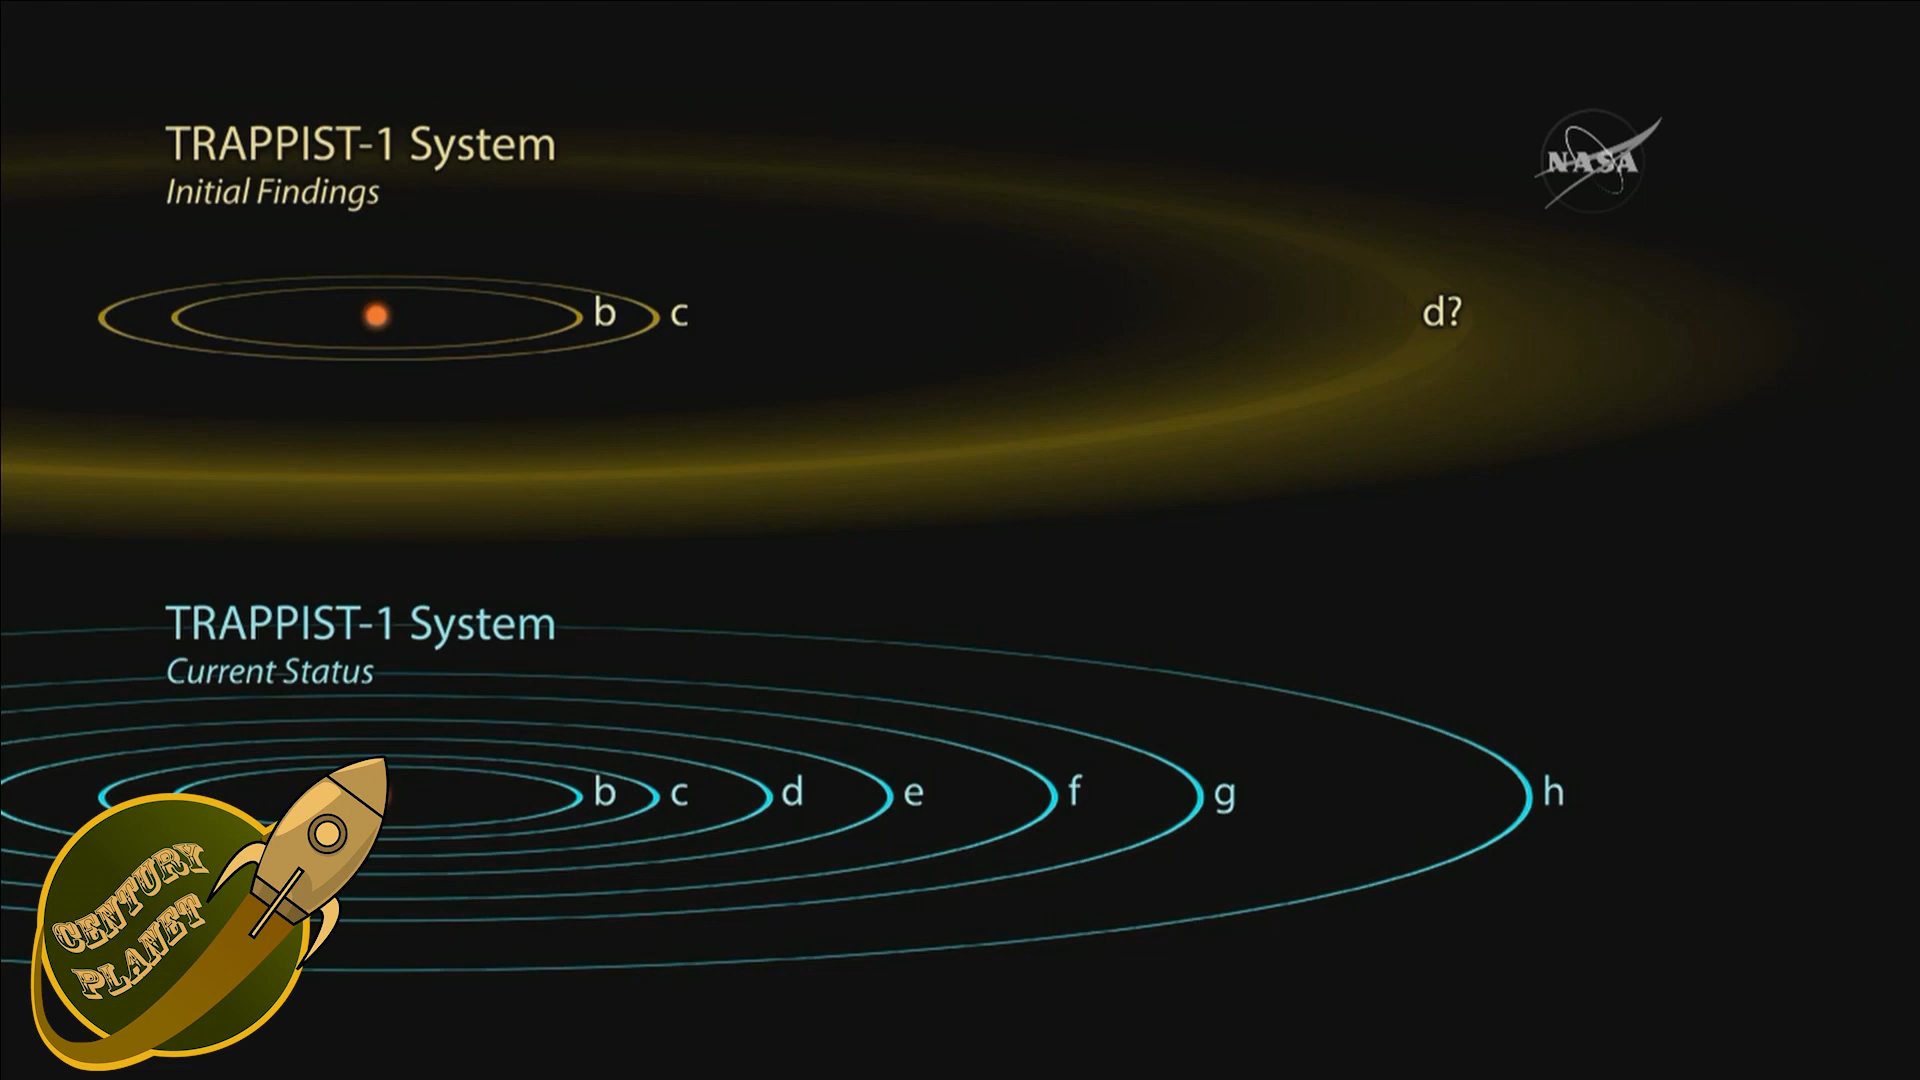 TRAPPIST-1 System
Initial Findings
NASA
b c d?
TRAPPIST-1 System
Current Status
b c d e f g h
CENTURY
PLANET